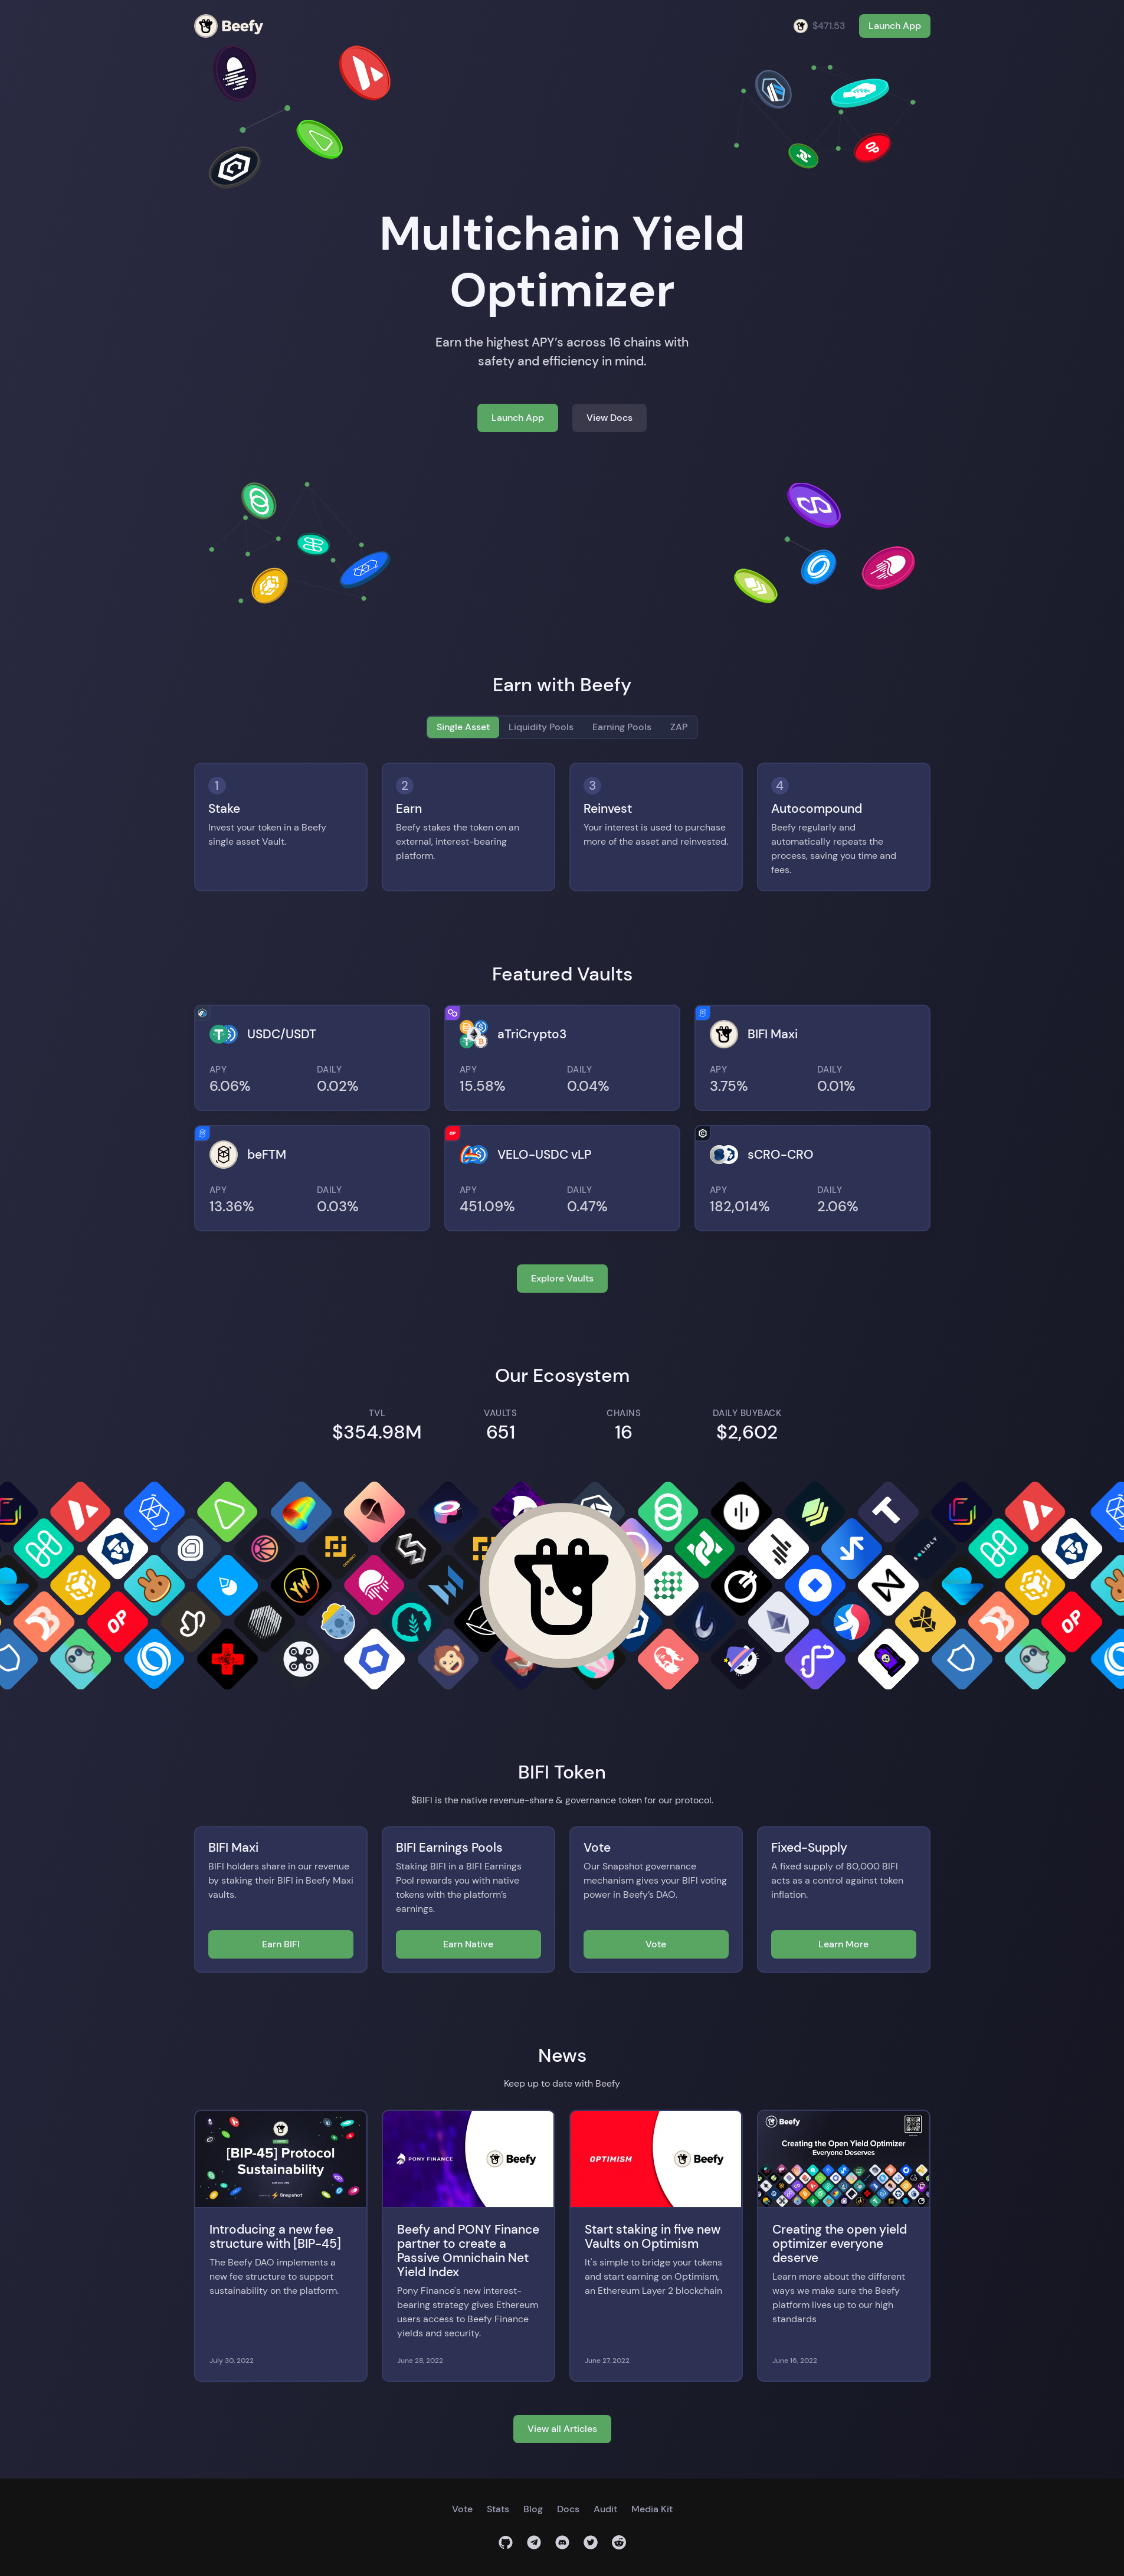 Beefy
$471.53
Launch App
Multichain Yield
Optimizer
Earn the highest APY's across 16 chains with
safety and efficiency in mind.
Launch App
View Docs
Earn with Beefy
Single Asset
Liquidity Pools
Earning Pools
ZAP
1
Stake
Invest your token in a Beefy
single asset Vault.
2
Earn
Beefy stakes the token on an
external, interest-bearing
platform.
3
Reinvest
Your interest is used to purchase
more of the asset and reinvested.
4
Autocompound
Beefy regularly and
automatically repeats the
process, saving you time and
fees.
Featured Vaults
USDC/USDT
APY
DAILY
6.06%
0.02%
aTriCrypto3
APY
DAILY
15.58%
0.04%
BIFI Maxi
APY
DAILY
3.75%
0.01%
beFTM
APY
DAILY
13.36%
0.03%
VELO-USDC vLP
APY
DAILY
451.09%
0.47%
sCRO-CRO
APY
DAILY
182,014%
2.06%
Explore Vaults
Our Ecosystem
TVL
$354.98M
VAULTS
651
CHAINS
16
DAILY BUYBACK
$2,602
BIFI Token
$BIFI is the native revenue-share & governance token for our protocol.
BIFI Maxi
BIFI holders share in our revenue
by staking their BIFI in Beefy Maxi
vaults.
Earn BIFI
BIFI Earnings Pools
Staking BIFI in a BIFI Earnings
Pool rewards you with native
tokens with the platform's
earnings.
Earn Native
Vote
Our Snapshot governance
mechanism gives your BIFI voting
power in Beefy's DAO.
Vote
Fixed-Supply
A fixed supply of 80,000 BIFI
acts as a control against token
inflation.
Learn More
News
Keep up to date with Beefy
[BIP-45] Protocol
Sustainability
Snapshot
Introducing a new fee
structure with [BIP-45]
The Beefy DAO implements a
new fee structure to support
sustainability on the platform.
July 30, 2022
PONY FINANCE
Beefy
Beefy and PONY Finance
partner to create a
Passive Omnichain Net
Yield Index
Pony Finance's new interest-
bearing strategy gives Ethereum
users access to Beefy Finance
yields and security.
June 28, 2022
OPTIMISM
Beefy
Start staking in five new
Vaults on Optimism
It's simple to bridge your tokens
and start earning on Optimism,
an Ethereum Layer 2 blockchain
June 27, 2022
Beefy
Creating the Open Yield Optimizer
Everyone Deserves
Creating the open yield
optimizer everyone
deserve
Learn more about the different
ways we make sure the Beefy
platform lives up to our high
standards
June 16, 2022
View all Articles
Vote
Stats
Blog
Docs
Audit
Media Kit